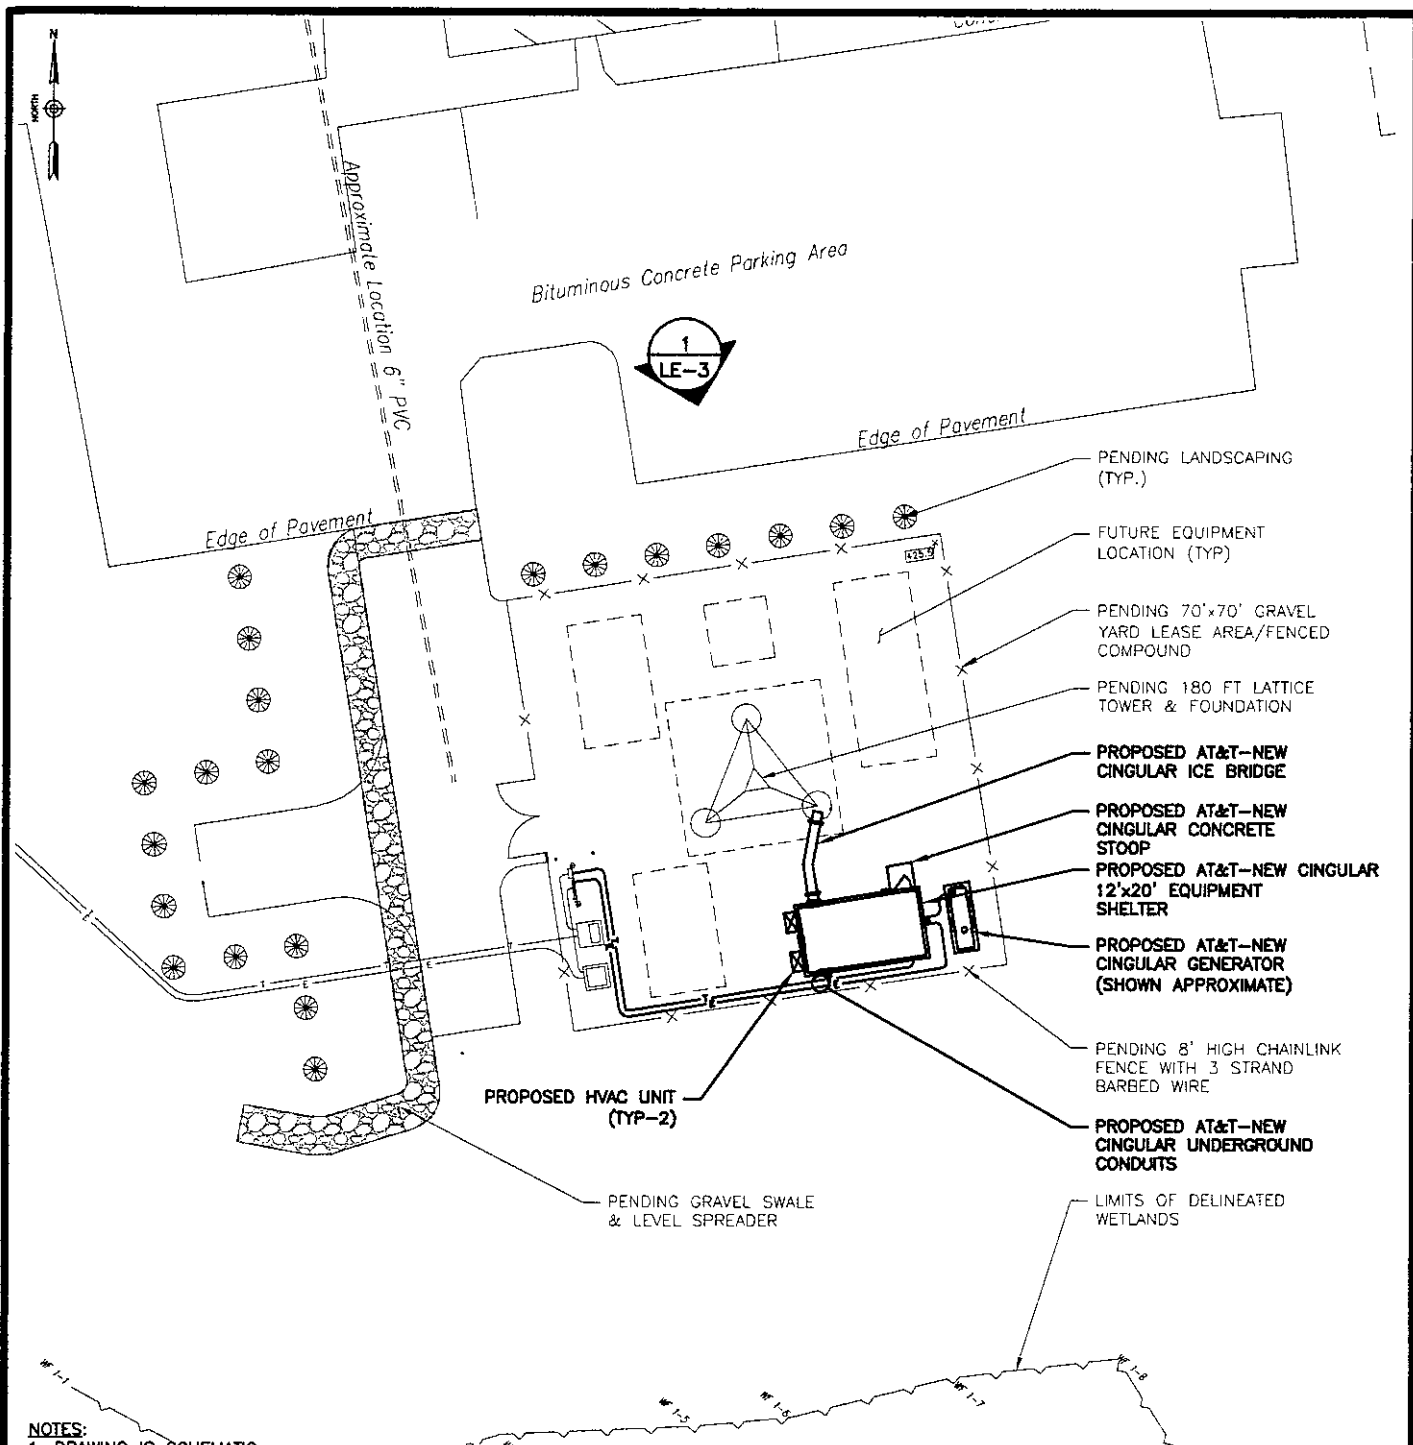 N
NORTH
Approximate Location 6" PVC
Bituminous Concrete Parking Area
1
LE-3
Edge of Pavement
Edge of Pavement
PENDING LANDSCAPING
(TYP.)
FUTURE EQUIPMENT
LOCATION (TYP)
PENDING 70'x70' GRAVEL
YARD LEASE AREA/FENCED
COMPOUND
PENDING 180 FT LATTICE
TOWER & FOUNDATION
PROPOSED AT&T-NEW
CINGULAR ICE BRIDGE
PROPOSED AT&T-NEW
CINGULAR CONCRETE
STOOP
PROPOSED AT&T-NEW CINGULAR
12'x20' EQUIPMENT
SHELTER
PROPOSED AT&T-NEW
CINGULAR GENERATOR
(SHOWN APPROXIMATE)
PENDING 8' HIGH CHAINLINK
FENCE WITH 3 STRAND
BARBED WIRE
PROPOSED HVAC UNIT
(TYP-2)
PROPOSED AT&T-NEW
CINGULAR UNDERGROUND
CONDUITS
PENDING GRAVEL SWALE
& LEVEL SPREADER
LIMITS OF DELINEATED
WETLANDS
WF 1-1
WF 1-5
WF 1-6
WF 1-7
WF 1-8
NOTES:
1. DRAWING IS SCHEMATIC